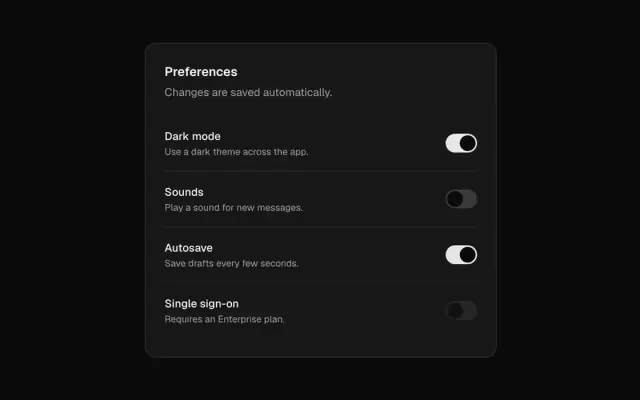 Preferences
Changes are saved automatically.
Dark mode
Use a dark theme across the app.
Sounds
Play a sound for new messages.
Autosave
Save drafts every few seconds.
Single sign-on
Requires an Enterprise plan.